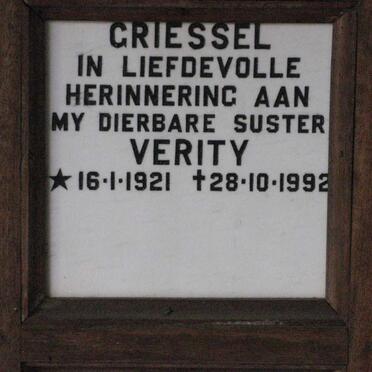 GRIESSEL
IN LIEFDEVOLLE
HERINNERING AAN
MY DIERBARE SUSTER
VERITY
★ 16·1·1921 ✝28·10·1992